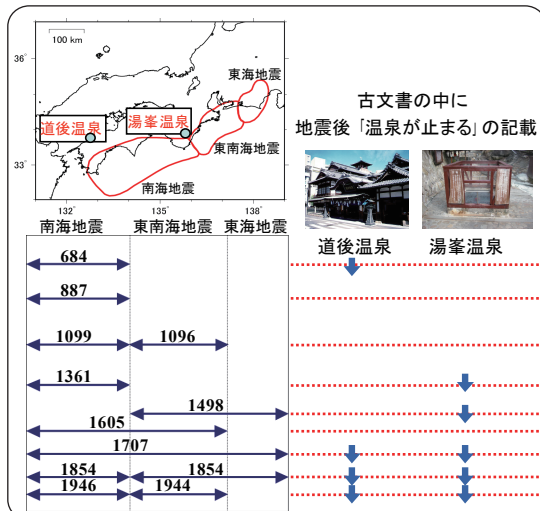 100 km
36°
東海地震
道後温泉
湯峯温泉
東南海地震
33°
南海地震
132°
135°
138°
古文書の中に
地震後「温泉が止まる」の記載
南海地震 東南海地震 東海地震
道後温泉 湯峯温泉
684
887
1099 1096
1361
1498
1605
1707
1854 1854
1946 1944